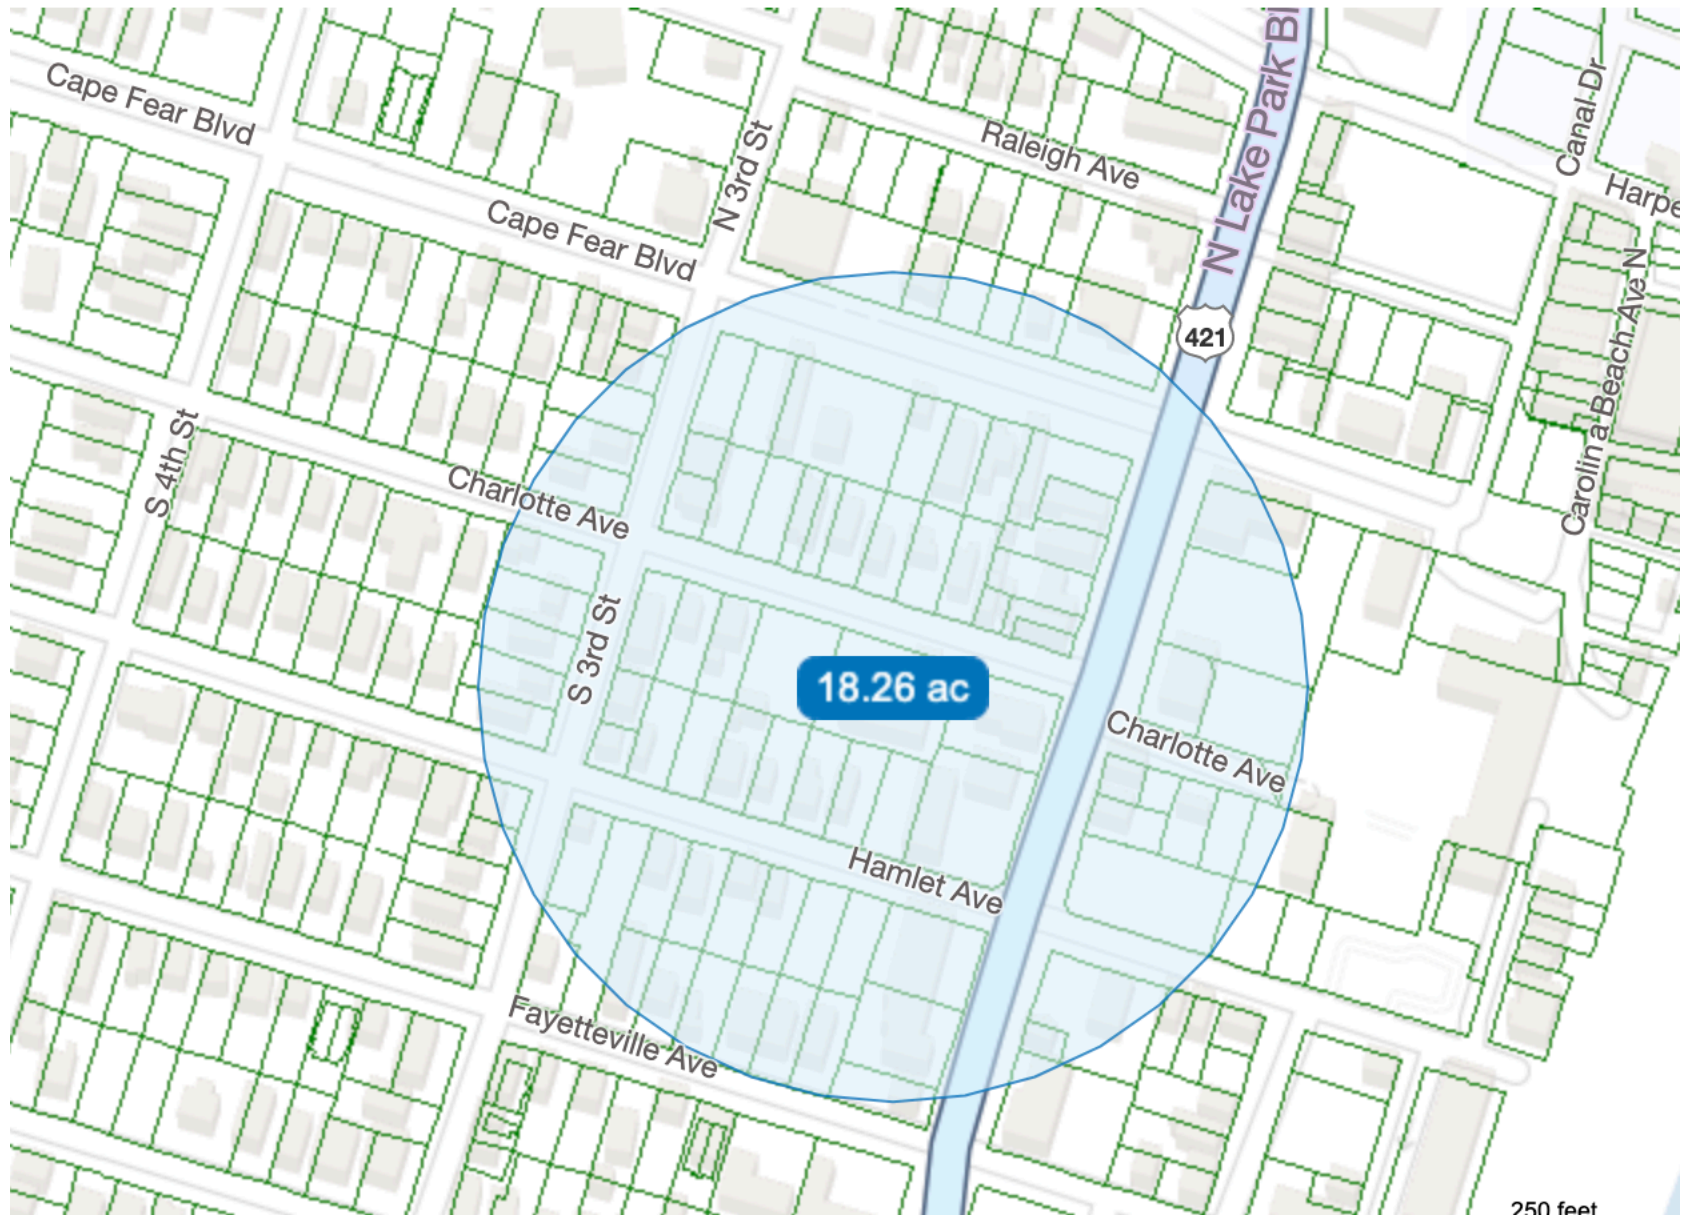 N Lake Park Bl
Canal Dr
Cape Fear Blvd
Raleigh Ave
N 3rd St
Harpe
Cape Fear Blvd
421
Carolina Beach Ave N
S 4th St
Charlotte Ave
S 3rd St
18.26 ac
Charlotte Ave
Hamlet Ave
Fayetteville Ave
250 feet